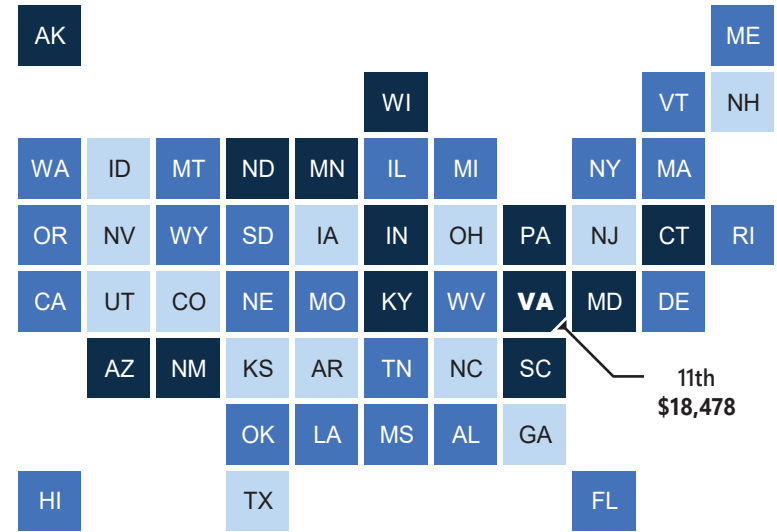 AK ME
WI VT NH
WA ID MT ND MN IL MI NY MA
OR NV WY SD IA IN OH PA NJ CT RI
CA UT CO NE MO KY WV VA MD DE
AZ NM KS AR TN NC SC
11th
$18,478
OK LA MS AL GA
HI TX FL